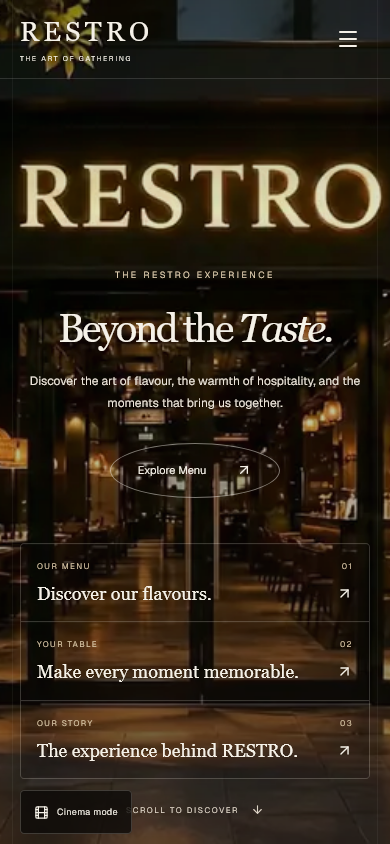 RESTRO
THE ART OF GATHERING
RESTRO
THE RESTRO EXPERIENCE
Beyond the Taste.
Discover the art of flavour, the warmth of hospitality, and the
moments that bring us together.
Explore Menu
OUR MENU 01
Discover our flavours.
YOUR TABLE 02
Make every moment memorable.
OUR STORY 03
The experience behind RESTRO.
Cinema mode
SCROLL TO DISCOVER